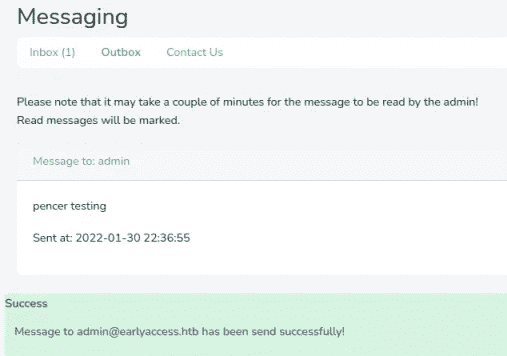 Messaging
Inbox (1) Outbox Contact Us
Please note that it may take a couple of minutes for the message to be read by the admin!
Read messages will be marked.
Message to: admin
pencer testing
Sent at: 2022-01-30 22:36:55
Success
Message to admin@earlyaccess.htb has been send successfully!